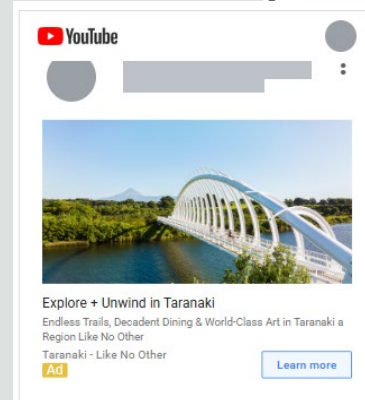 YouTube
Explore + Unwind in Taranaki
Endless Trails, Decadent Dining & World-Class Art in Taranaki a
Region Like No Other
Taranaki - Like No Other
Ad
Learn more